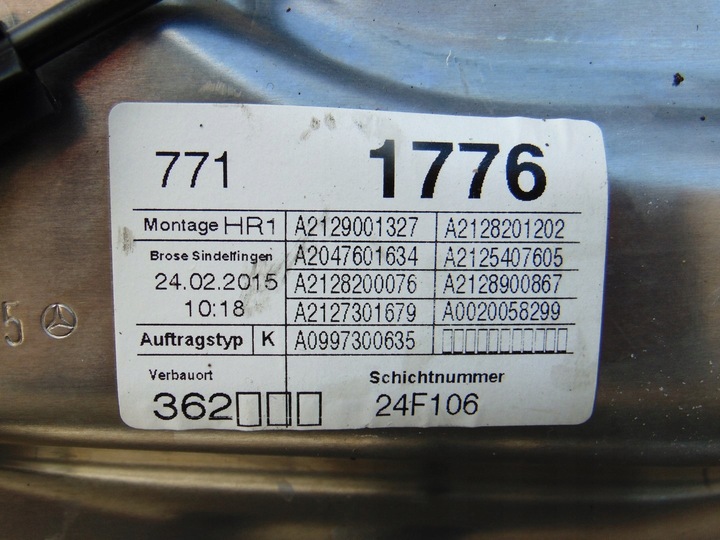 771 1776
Montage HR1 A2129001327 A2128201202
Brose Sindelfingen A2047601634 A2125407605
24.02.2015 A2128200076 A2128900867
10:18 A2127301679 A0020058299
Auftragstyp K A0997300635
Verbauort Schichtnummer
362 24F106
5